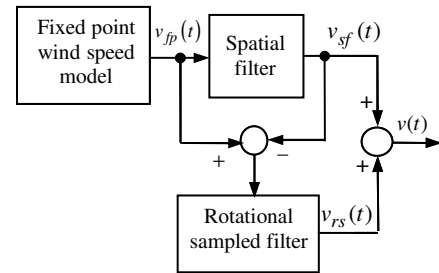 Fixed point
wind speed
model
v_fp(t)
Spatial
filter
v_sf(t)
+
v(t)
+
+
−
Rotational
sampled filter
v_rs(t)